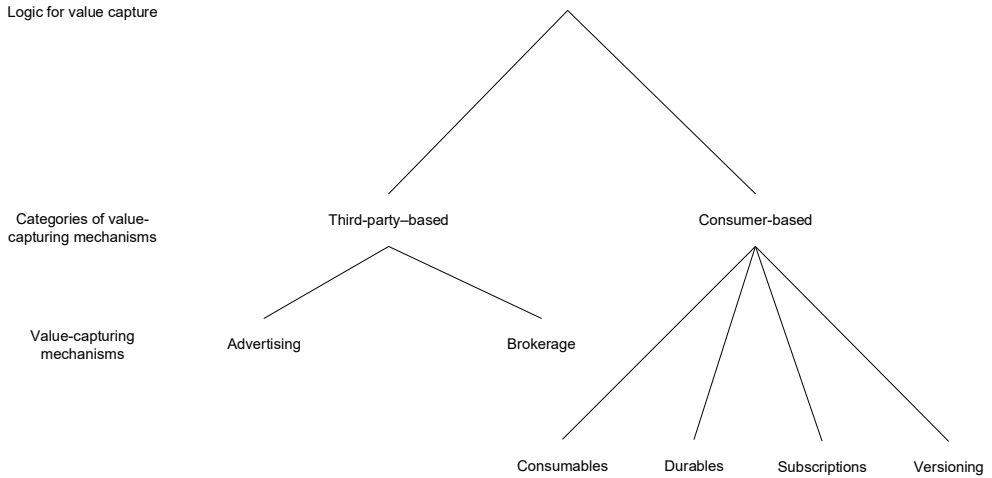 Logic for value capture
Categories of value-
capturing mechanisms
Third-party–based
Consumer-based
Value-capturing
mechanisms
Advertising
Brokerage
Consumables
Durables
Subscriptions
Versioning